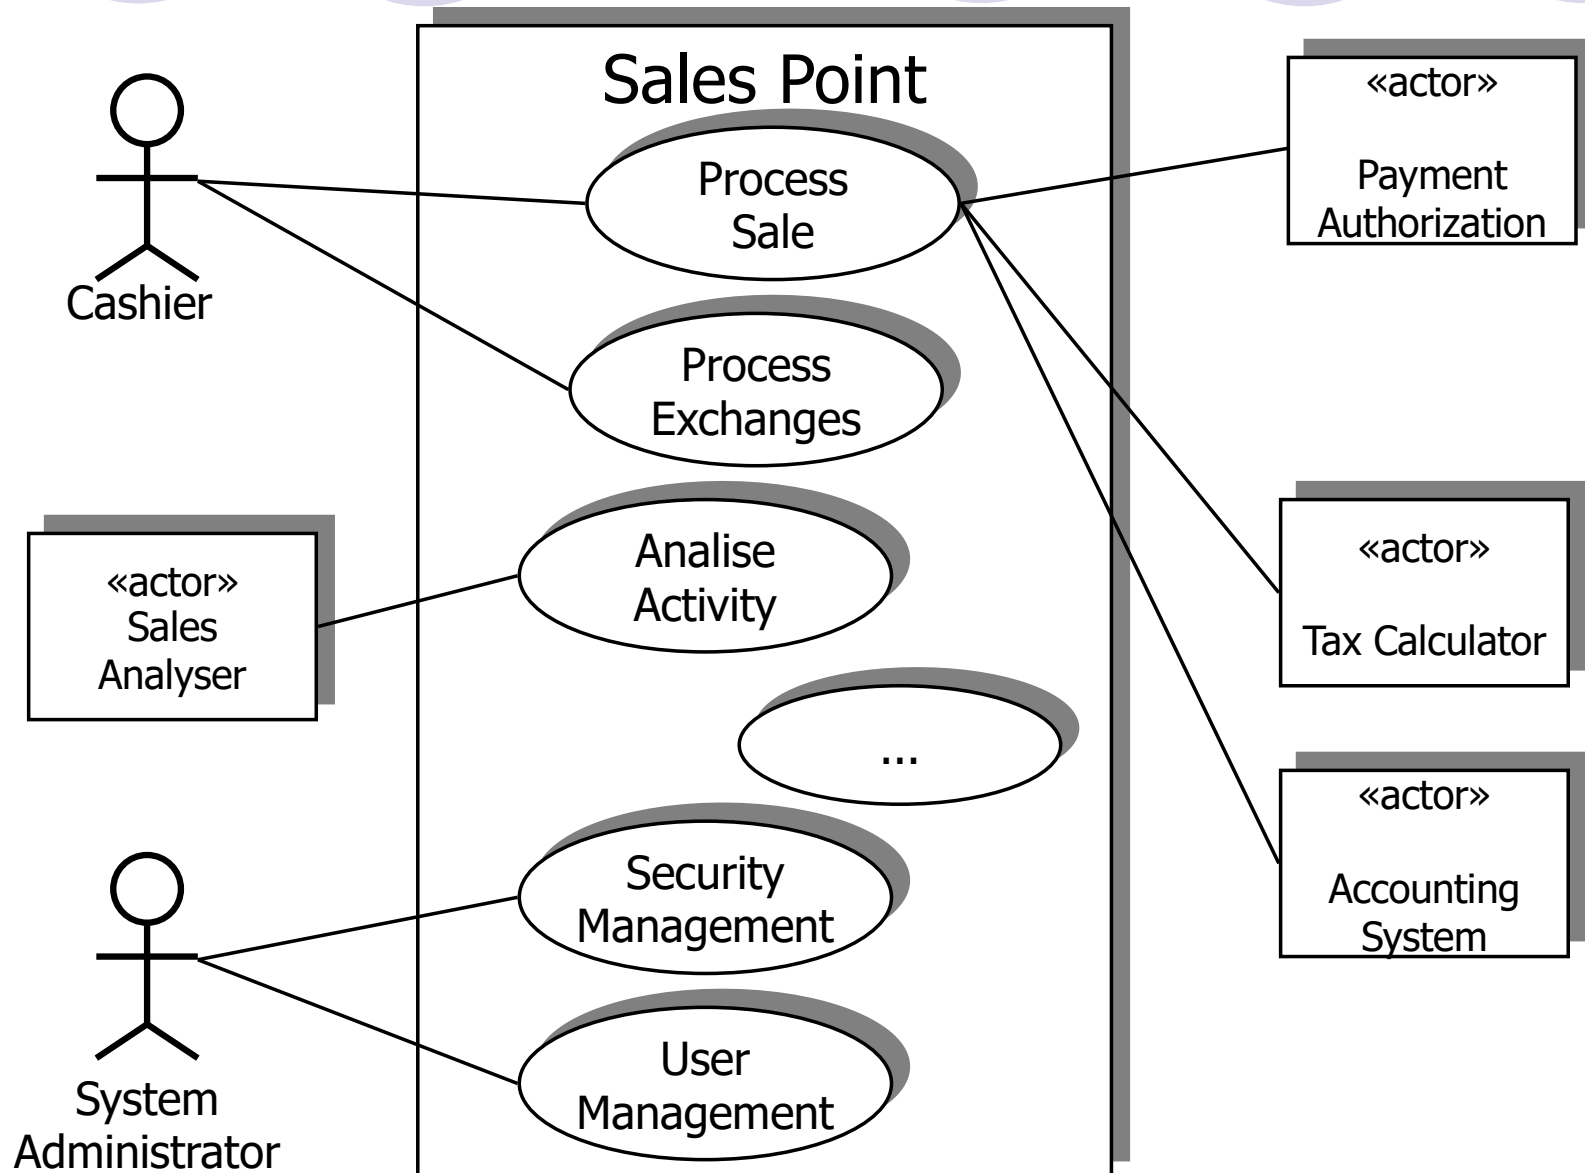 Sales Point
Cashier
Process
Sale
Process
Exchanges
«actor»
Sales
Analyser
Analise
Activity
...
System
Administrator
Security
Management
User
Management
«actor»
Payment
Authorization
«actor»
Tax Calculator
«actor»
Accounting
System